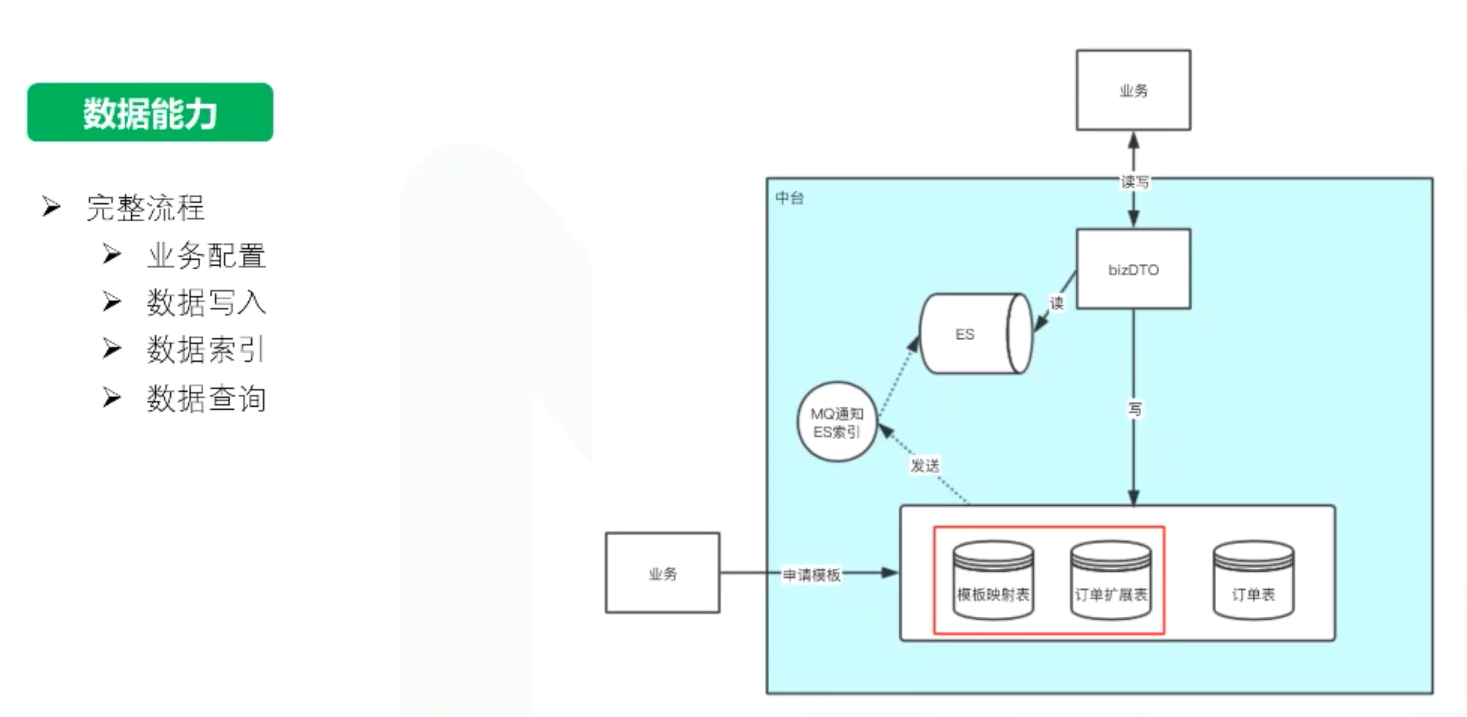 数据能力
完整流程
业务配置
数据写入
数据索引
数据查询
业务
读写
中台
bizDTO
读
ES
MQ通知
ES索引
写
发送
业务
申请模板
模板映射表
订单扩展表
订单表